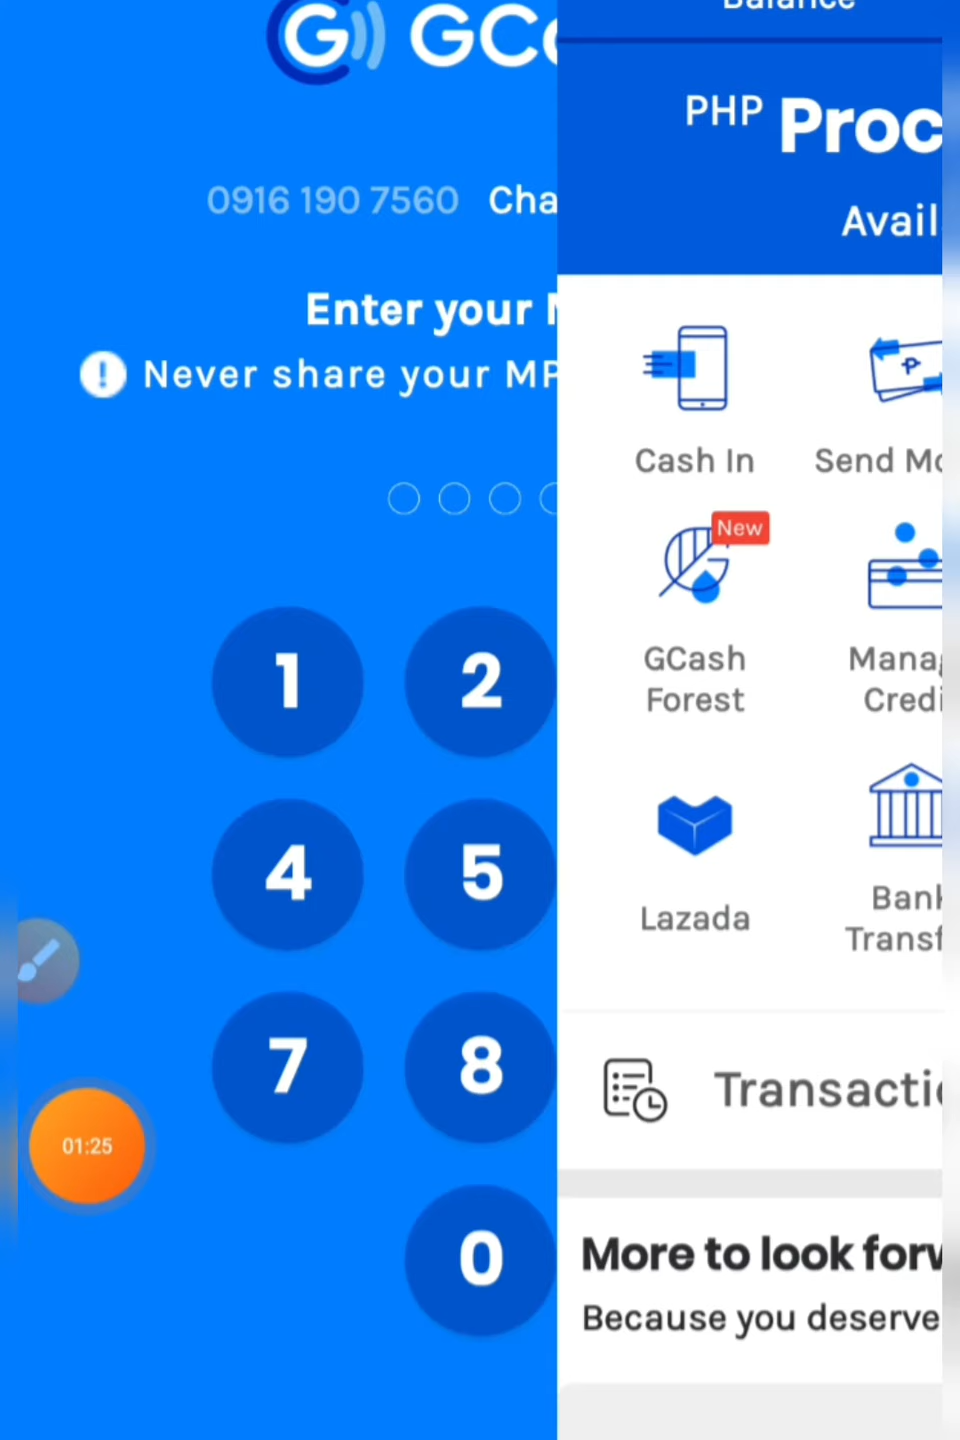 G GCa
0916 190 7560 Cha
Enter your M
! Never share your MP
1 2
4 5
7 8
0
01:25
Balance
PHP Proc
Avail
Cash In
Send Mo
New
GCash
Forest
Manag
Credi
Lazada
Bank
Transf
Transactio
More to look forw
Because you deserve